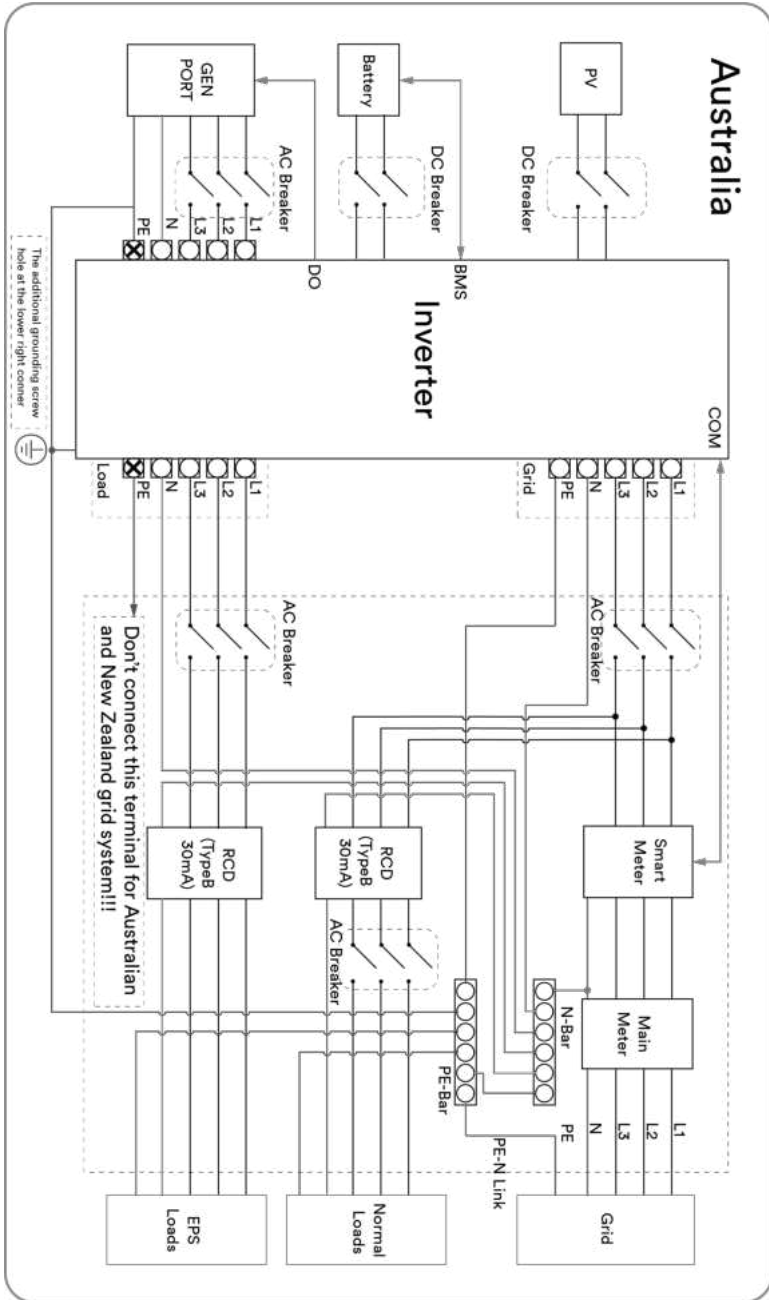 Australia
PV
DC Breaker
Battery
DC Breaker
GEN
PORT
AC Breaker
L1
L2
L3
N
PE
BMS
DO
COM
Inverter
The additional grounding screw
hole at the lower right conner
Grid
L1
L2
L3
N
PE
Load
L1
L2
L3
N
PE
AC Breaker
AC Breaker
Don't connect this terminal for Australian
and New Zealand grid system!!!
Smart
Meter
RCD
(TypeB
30mA)
RCD
(TypeB
30mA)
AC Breaker
Main
Meter
N-Bar
PE-Bar
L1
L2
L3
N
PE
PE-N Link
Grid
Normal
Loads
EPS
Loads